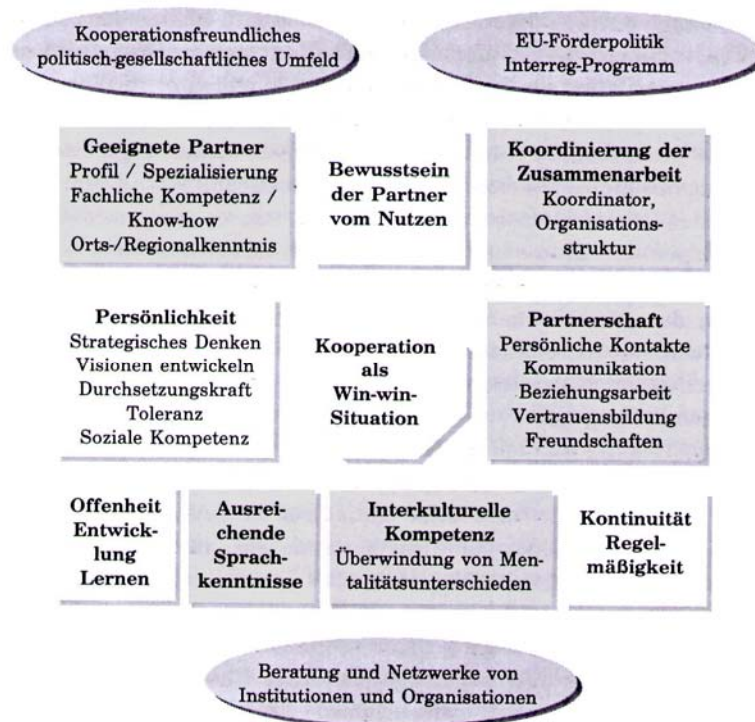 Kooperationsfreundliches
politisch-gesellschaftliches Umfeld
EU-Förderpolitik
Interreg-Programm
Geeignete Partner
Profil / Spezialisierung
Fachliche Kompetenz /
Know-how
Orts-/Regionalkenntnis
Bewusstsein
der Partner
vom Nutzen
Koordinierung der
Zusammenarbeit
Koordinator,
Organisations-
struktur
Persönlichkeit
Strategisches Denken
Visionen entwickeln
Durchsetzungskraft
Toleranz
Soziale Kompetenz
Kooperation
als
Win-win-
Situation
Partnerschaft
Persönliche Kontakte
Kommunikation
Beziehungsarbeit
Vertrauensbildung
Freundschaften
Offenheit
Entwick-
lung
Lernen
Ausrei-
chende
Sprach-
kenntnisse
Interkulturelle
Kompetenz
Überwindung von Men-
talitätsunterschieden
Kontinuität
Regel-
mäßigkeit
Beratung und Netzwerke von
Institutionen und Organisationen